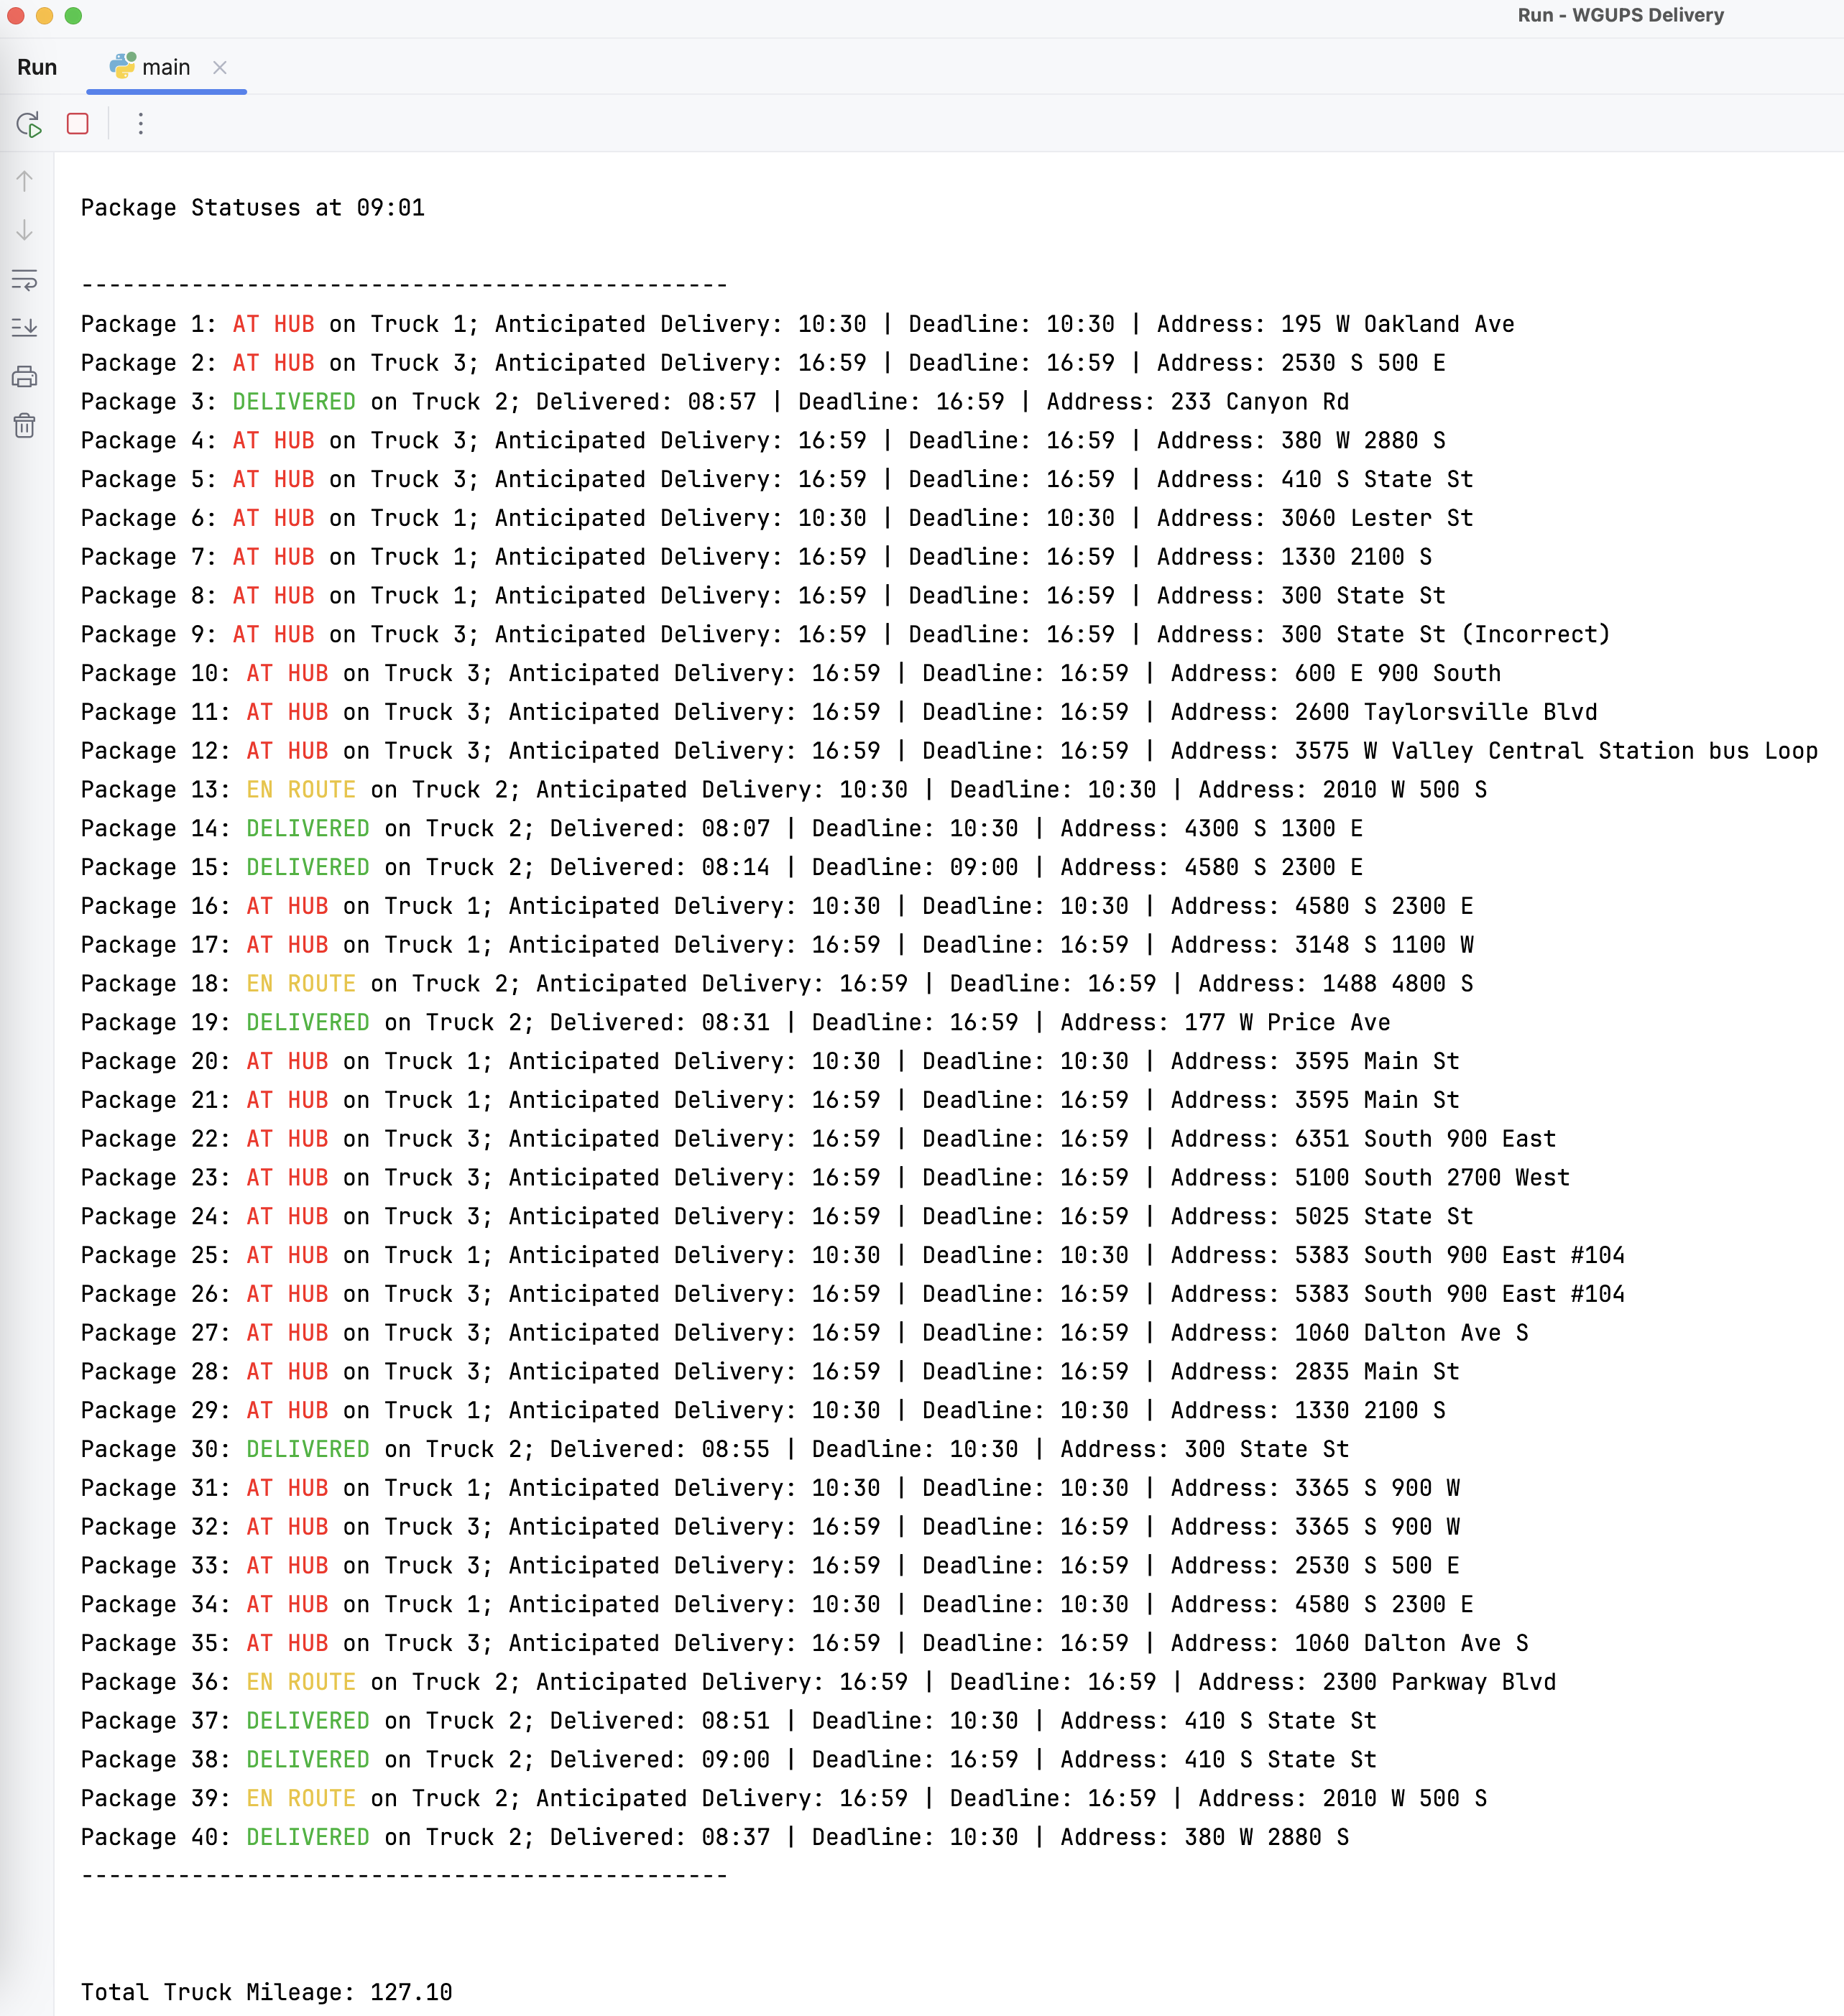 Run - WGUPS Delivery
Run main
Package Statuses at 09:01
-----------------------------------------------
Package 1: AT HUB on Truck 1; Anticipated Delivery: 10:30 | Deadline: 10:30 | Address: 195 W Oakland Ave
Package 2: AT HUB on Truck 3; Anticipated Delivery: 16:59 | Deadline: 16:59 | Address: 2530 S 500 E
Package 3: DELIVERED on Truck 2; Delivered: 08:57 | Deadline: 16:59 | Address: 233 Canyon Rd
Package 4: AT HUB on Truck 3; Anticipated Delivery: 16:59 | Deadline: 16:59 | Address: 380 W 2880 S
Package 5: AT HUB on Truck 3; Anticipated Delivery: 16:59 | Deadline: 16:59 | Address: 410 S State St
Package 6: AT HUB on Truck 1; Anticipated Delivery: 10:30 | Deadline: 10:30 | Address: 3060 Lester St
Package 7: AT HUB on Truck 1; Anticipated Delivery: 16:59 | Deadline: 16:59 | Address: 1330 2100 S
Package 8: AT HUB on Truck 1; Anticipated Delivery: 16:59 | Deadline: 16:59 | Address: 300 State St
Package 9: AT HUB on Truck 3; Anticipated Delivery: 16:59 | Deadline: 16:59 | Address: 300 State St (Incorrect)
Package 10: AT HUB on Truck 3; Anticipated Delivery: 16:59 | Deadline: 16:59 | Address: 600 E 900 South
Package 11: AT HUB on Truck 3; Anticipated Delivery: 16:59 | Deadline: 16:59 | Address: 2600 Taylorsville Blvd
Package 12: AT HUB on Truck 3; Anticipated Delivery: 16:59 | Deadline: 16:59 | Address: 3575 W Valley Central Station bus Loop
Package 13: EN ROUTE on Truck 2; Anticipated Delivery: 10:30 | Deadline: 10:30 | Address: 2010 W 500 S
Package 14: DELIVERED on Truck 2; Delivered: 08:07 | Deadline: 10:30 | Address: 4300 S 1300 E
Package 15: DELIVERED on Truck 2; Delivered: 08:14 | Deadline: 09:00 | Address: 4580 S 2300 E
Package 16: AT HUB on Truck 1; Anticipated Delivery: 10:30 | Deadline: 10:30 | Address: 4580 S 2300 E
Package 17: AT HUB on Truck 1; Anticipated Delivery: 16:59 | Deadline: 16:59 | Address: 3148 S 1100 W
Package 18: EN ROUTE on Truck 2; Anticipated Delivery: 16:59 | Deadline: 16:59 | Address: 1488 4800 S
Package 19: DELIVERED on Truck 2; Delivered: 08:31 | Deadline: 16:59 | Address: 177 W Price Ave
Package 20: AT HUB on Truck 1; Anticipated Delivery: 10:30 | Deadline: 10:30 | Address: 3595 Main St
Package 21: AT HUB on Truck 1; Anticipated Delivery: 16:59 | Deadline: 16:59 | Address: 3595 Main St
Package 22: AT HUB on Truck 3; Anticipated Delivery: 16:59 | Deadline: 16:59 | Address: 6351 South 900 East
Package 23: AT HUB on Truck 3; Anticipated Delivery: 16:59 | Deadline: 16:59 | Address: 5100 South 2700 West
Package 24: AT HUB on Truck 3; Anticipated Delivery: 16:59 | Deadline: 16:59 | Address: 5025 State St
Package 25: AT HUB on Truck 1; Anticipated Delivery: 10:30 | Deadline: 10:30 | Address: 5383 South 900 East #104
Package 26: AT HUB on Truck 3; Anticipated Delivery: 16:59 | Deadline: 16:59 | Address: 5383 South 900 East #104
Package 27: AT HUB on Truck 3; Anticipated Delivery: 16:59 | Deadline: 16:59 | Address: 1060 Dalton Ave S
Package 28: AT HUB on Truck 3; Anticipated Delivery: 16:59 | Deadline: 16:59 | Address: 2835 Main St
Package 29: AT HUB on Truck 1; Anticipated Delivery: 10:30 | Deadline: 10:30 | Address: 1330 2100 S
Package 30: DELIVERED on Truck 2; Delivered: 08:55 | Deadline: 10:30 | Address: 300 State St
Package 31: AT HUB on Truck 1; Anticipated Delivery: 10:30 | Deadline: 10:30 | Address: 3365 S 900 W
Package 32: AT HUB on Truck 3; Anticipated Delivery: 16:59 | Deadline: 16:59 | Address: 3365 S 900 W
Package 33: AT HUB on Truck 3; Anticipated Delivery: 16:59 | Deadline: 16:59 | Address: 2530 S 500 E
Package 34: AT HUB on Truck 1; Anticipated Delivery: 10:30 | Deadline: 10:30 | Address: 4580 S 2300 E
Package 35: AT HUB on Truck 3; Anticipated Delivery: 16:59 | Deadline: 16:59 | Address: 1060 Dalton Ave S
Package 36: EN ROUTE on Truck 2; Anticipated Delivery: 16:59 | Deadline: 16:59 | Address: 2300 Parkway Blvd
Package 37: DELIVERED on Truck 2; Delivered: 08:51 | Deadline: 10:30 | Address: 410 S State St
Package 38: DELIVERED on Truck 2; Delivered: 09:00 | Deadline: 16:59 | Address: 410 S State St
Package 39: EN ROUTE on Truck 2; Anticipated Delivery: 16:59 | Deadline: 16:59 | Address: 2010 W 500 S
Package 40: DELIVERED on Truck 2; Delivered: 08:37 | Deadline: 10:30 | Address: 380 W 2880 S
-----------------------------------------------
Total Truck Mileage: 127.10